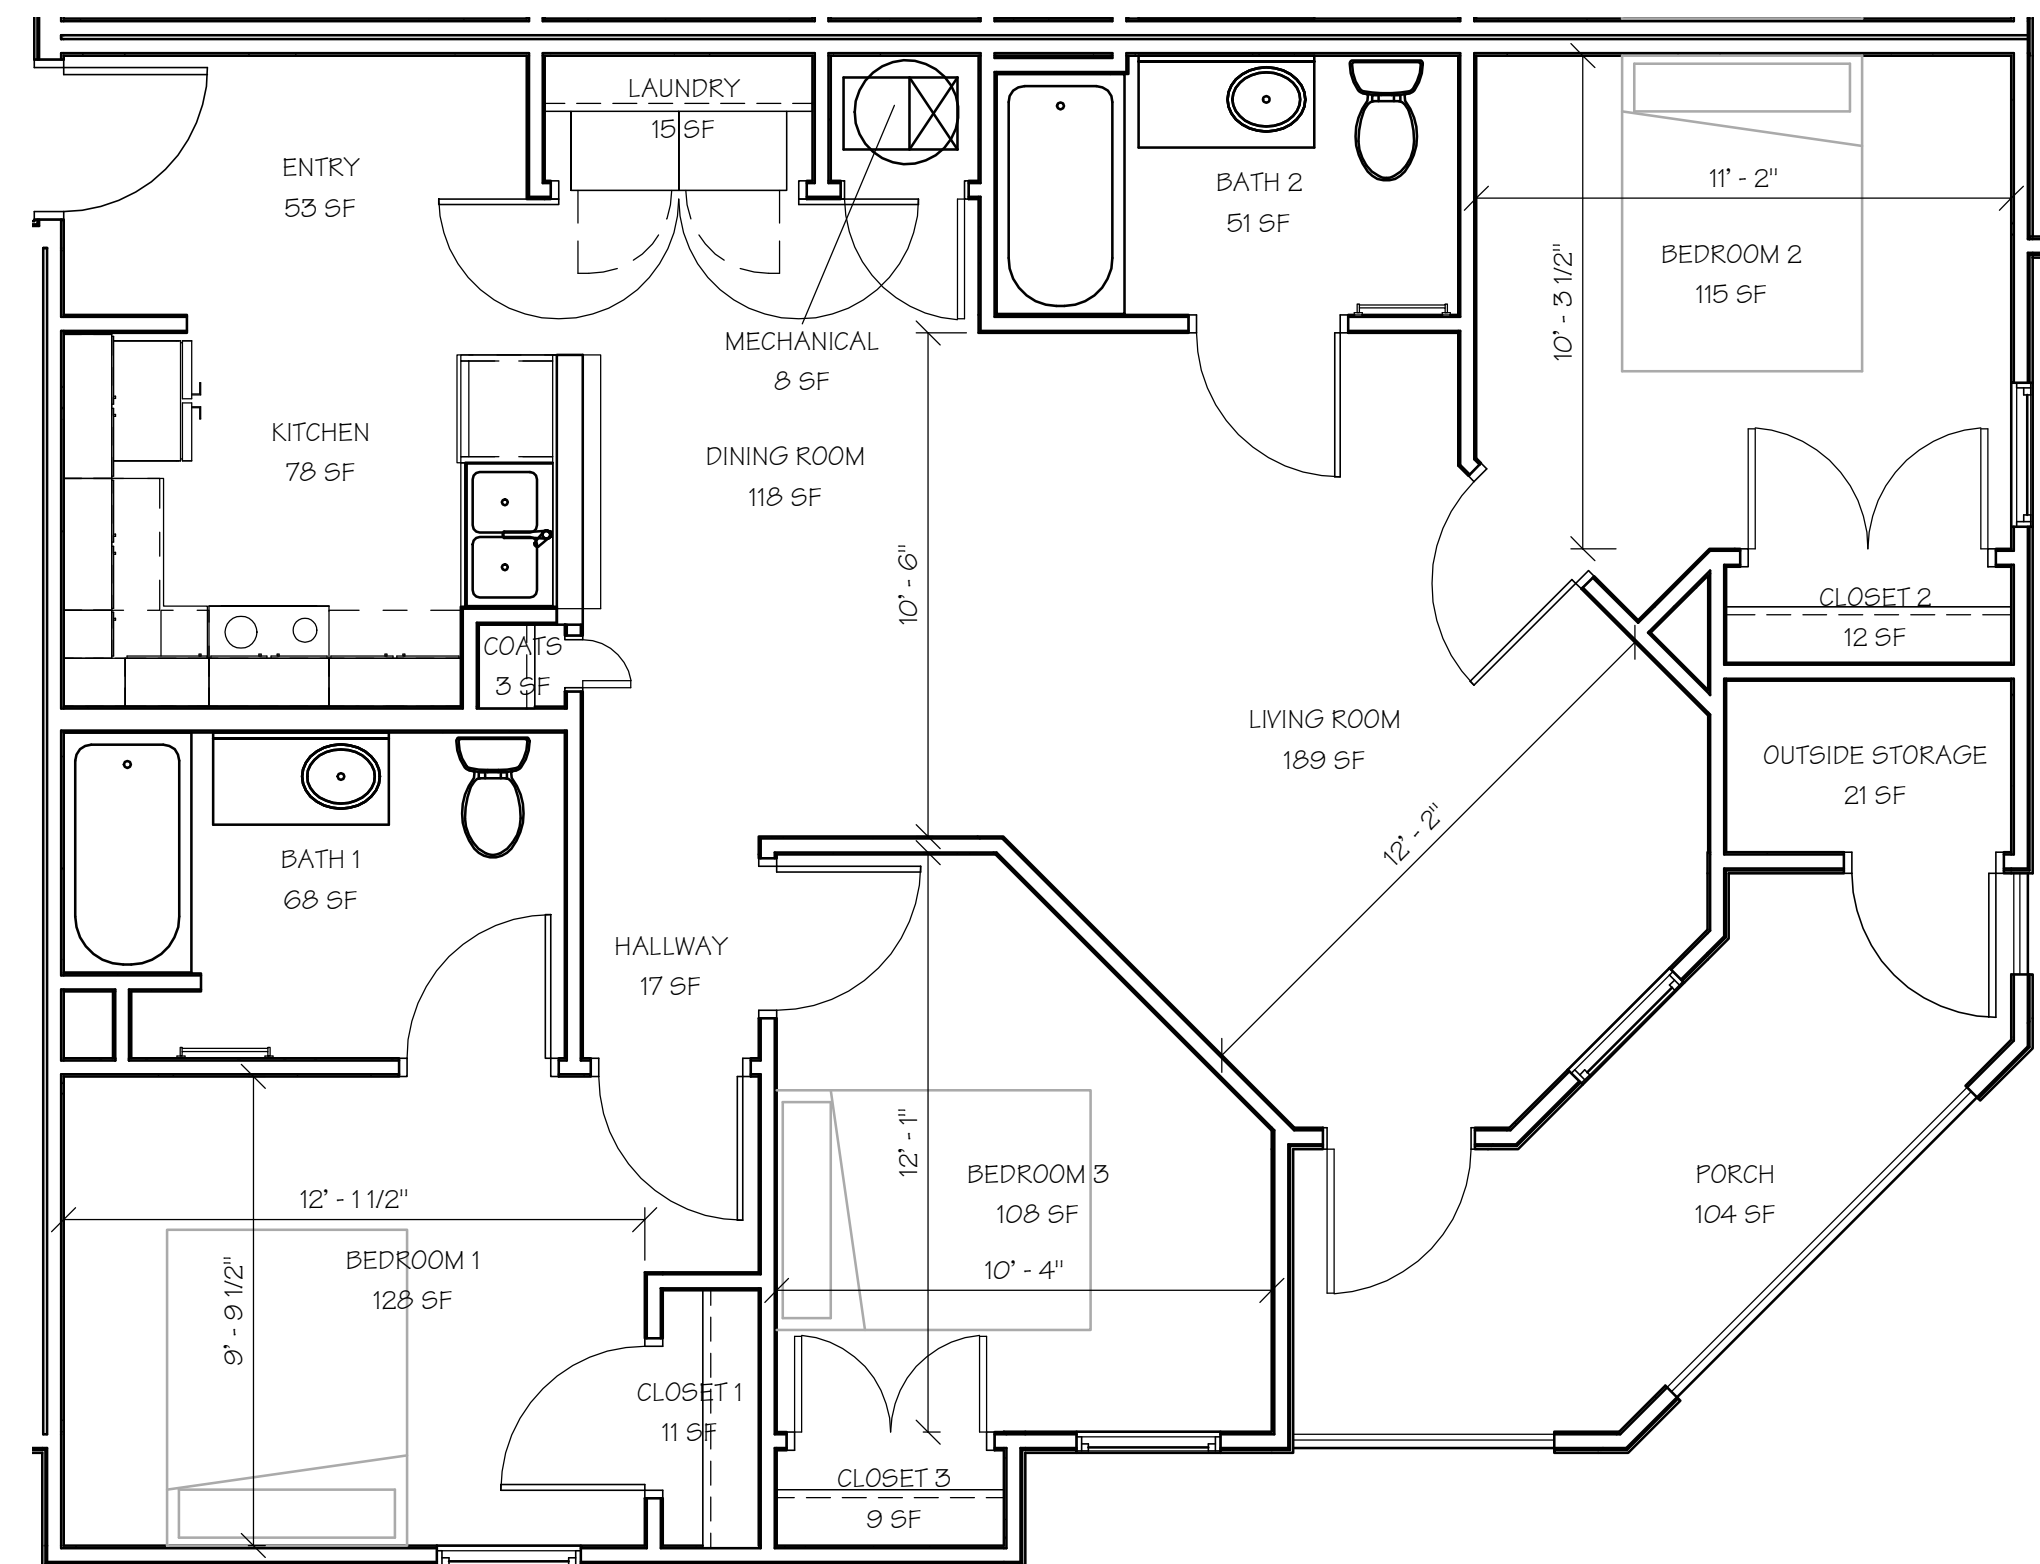 LAUNDRY
15 SF
ENTRY
53 SF
BATH 2
51 SF
11' - 2"
BEDROOM 2
115 SF
10' - 3 1/2"
MECHANICAL
8 SF
KITCHEN
78 SF
DINING ROOM
118 SF
10' - 6"
CLOSET 2
12 SF
COATS
3 SF
LIVING ROOM
189 SF
OUTSIDE STORAGE
21 SF
12' - 2"
BATH 1
68 SF
HALLWAY
17 SF
12' - 1"
BEDROOM 3
108 SF
10' - 4"
PORCH
104 SF
12' - 1 1/2"
BEDROOM 1
128 SF
9' - 9 1/2"
CLOSET 1
11 SF
CLOSET 3
9 SF